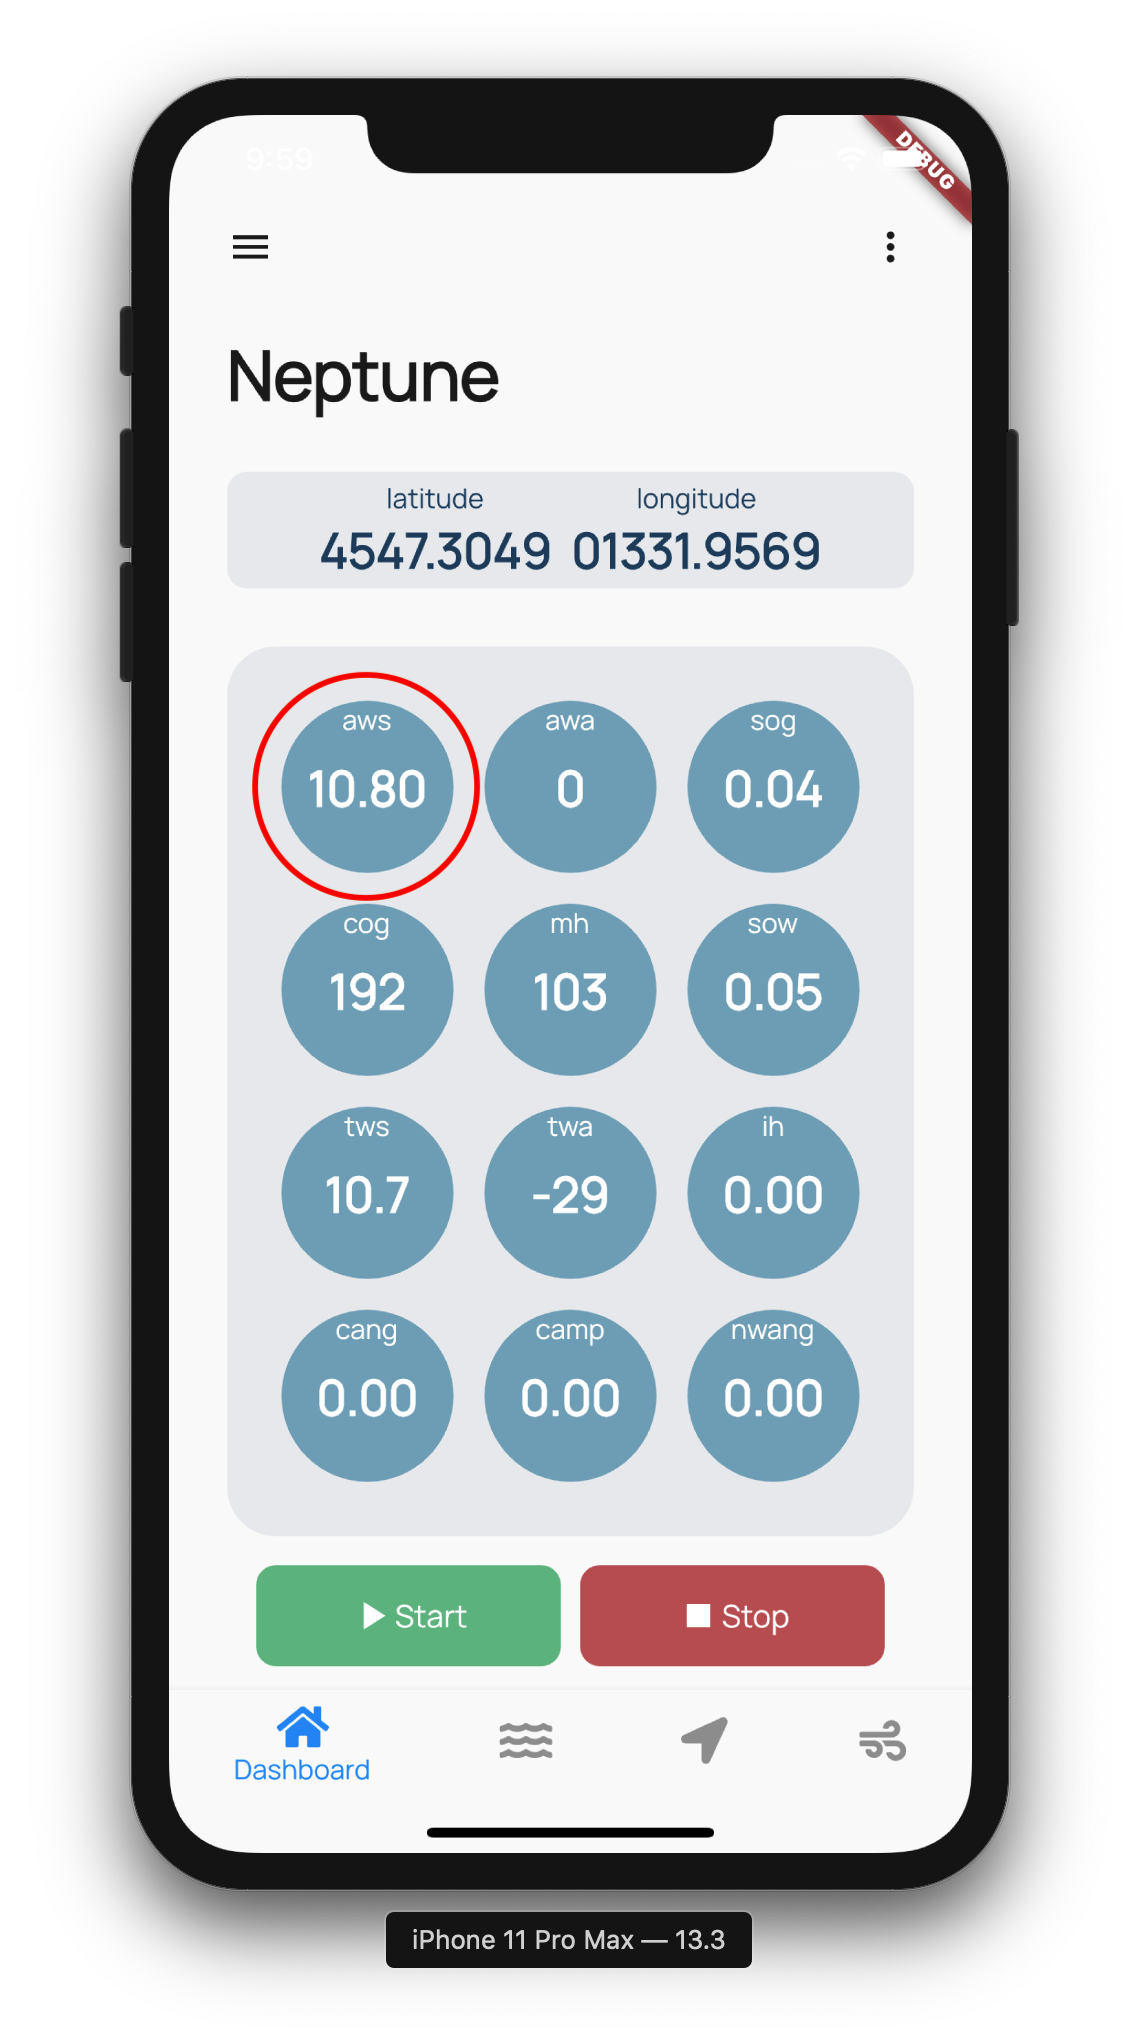 9:59
DEBUG
Neptune
latitude longitude
4547.3049 01331.9569
aws awa sog
10.80 0 0.04
cog mh sow
192 103 0.05
tws twa ih
10.7 -29 0.00
cang camp nwang
0.00 0.00 0.00
Start Stop
Dashboard
iPhone 11 Pro Max — 13.3